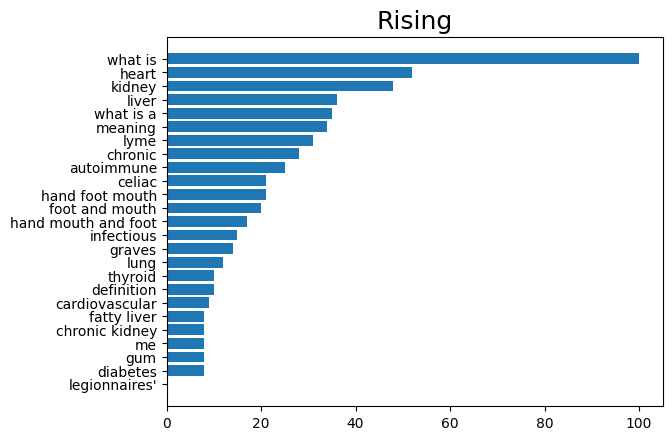 Rising
what is
heart
kidney
liver
what is a
meaning
lyme
chronic
autoimmune
celiac
hand foot mouth
foot and mouth
hand mouth and foot
infectious
graves
lung
thyroid
definition
cardiovascular
fatty liver
chronic kidney
me
gum
diabetes
legionnaires'
0 20 40 60 80 100